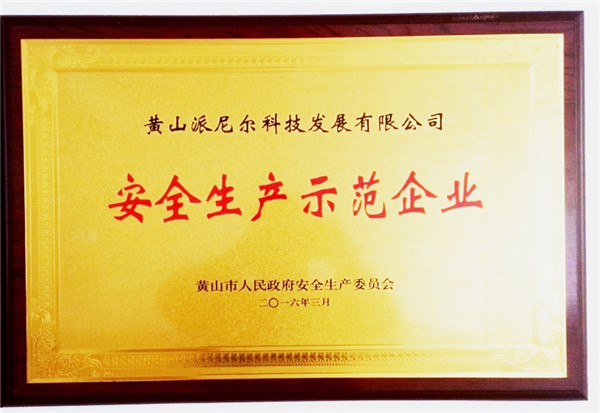 黄山派尼尔科技发展有限公司
安全生产示范企业
黄山市人民政府安全生产委员会
二〇一六年三月